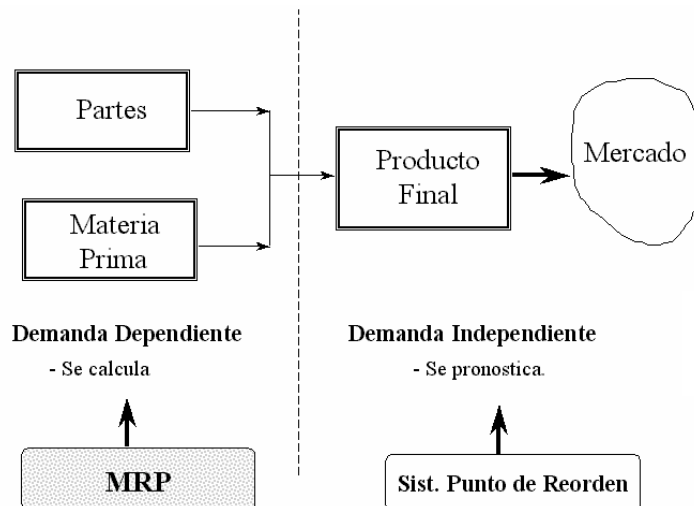 Partes
Materia
Prima
Producto
Final
Mercado
Demanda Dependiente
- Se calcula
Demanda Independiente
- Se pronostica.
MRP
Sist. Punto de Reorden